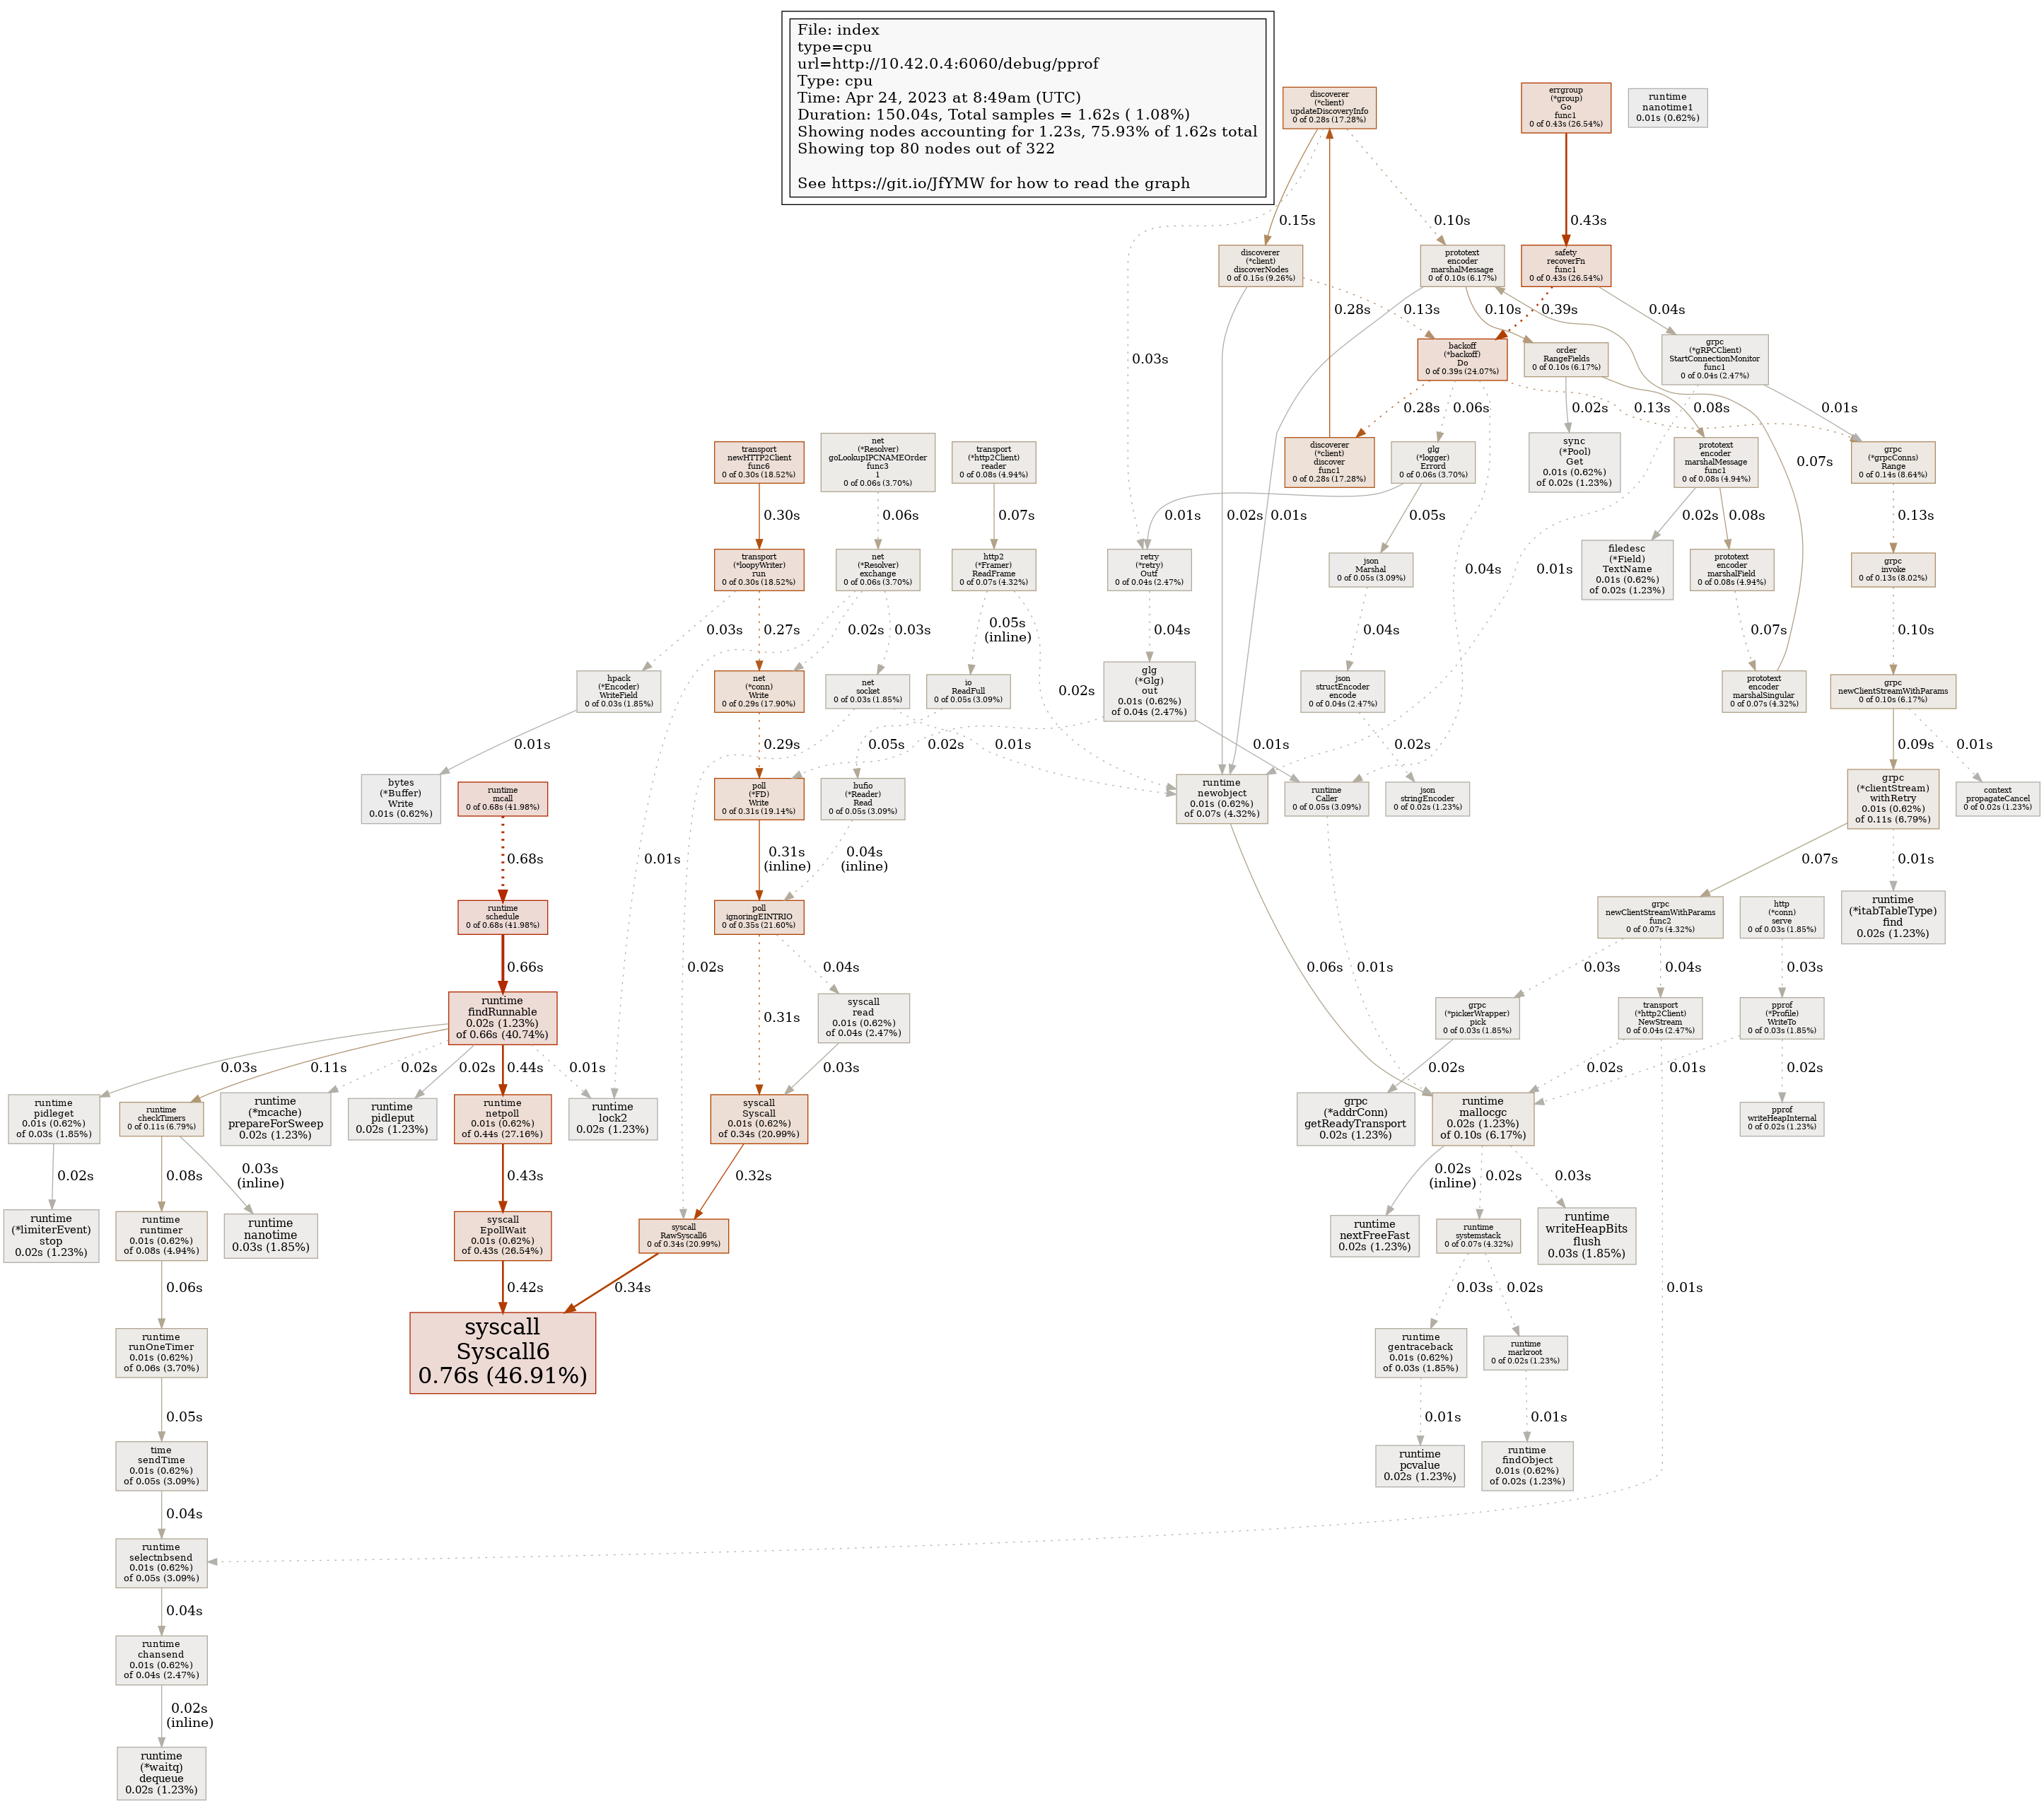 File: index
type=cpu
url=http://10.42.0.4:6060/debug/pprof
Type: cpu
Time: Apr 24, 2023 at 8:49am (UTC)
Duration: 150.04s, Total samples = 1.62s ( 1.08%)
Showing nodes accounting for 1.23s, 75.93% of 1.62s total
Showing top 80 nodes out of 322
See https://git.io/JfYMW for how to read the graph
discoverer
(*client)
updateDiscoveryInfo
0 of 0.28s (17.28%)
errgroup
(*group)
Go
func1
0 of 0.43s (26.54%)
runtime
nanotime1
0.01s (0.62%)
0.15s
0.10s
0.43s
discoverer
(*client)
discoverNodes
0 of 0.15s (9.26%)
prototext
encoder
marshalMessage
0 of 0.10s (6.17%)
safety
recoverFn
func1
0 of 0.43s (26.54%)
0.03s
0.28s
0.13s
0.10s
0.39s
0.04s
backoff
(*backoff)
Do
0 of 0.39s (24.07%)
order
RangeFields
0 of 0.10s (6.17%)
grpc
(*gRPCClient)
StartConnectionMonitor
func1
0 of 0.04s (2.47%)
0.28s
0.06s
0.02s
0.13s
0.08s
0.01s
transport
newHTTP2Client
func6
0 of 0.30s (18.52%)
net
(*Resolver)
goLookupIPCNAMEOrder
func3
1
0 of 0.06s (3.70%)
transport
(*http2Client)
reader
0 of 0.08s (4.94%)
discoverer
(*client)
discover
func1
0 of 0.28s (17.28%)
glg
(*logger)
Errord
0 of 0.06s (3.70%)
sync
(*Pool)
Get
0.01s (0.62%)
of 0.02s (1.23%)
prototext
encoder
marshalMessage
func1
0 of 0.08s (4.94%)
0.07s
grpc
(*grpcConns)
Range
0 of 0.14s (8.64%)
0.30s
0.06s
0.07s
0.01s
0.02s
0.01s
0.05s
0.02s
0.08s
0.13s
transport
(*loopyWriter)
run
0 of 0.30s (18.52%)
net
(*Resolver)
exchange
0 of 0.06s (3.70%)
http2
(*Framer)
ReadFrame
0 of 0.07s (4.32%)
retry
(*retry)
Outf
0 of 0.04s (2.47%)
json
Marshal
0 of 0.05s (3.09%)
0.04s
0.01s
filedesc
(*Field)
TextName
0.01s (0.62%)
of 0.02s (1.23%)
prototext
encoder
marshalField
0 of 0.08s (4.94%)
grpc
invoke
0 of 0.13s (8.02%)
0.03s
0.27s
0.02s
0.03s
0.05s
(inline)
0.04s
0.04s
0.07s
0.10s
hpack
(*Encoder)
WriteField
0 of 0.03s (1.85%)
net
(*conn)
Write
0 of 0.29s (17.90%)
net
socket
0 of 0.03s (1.85%)
io
ReadFull
0 of 0.05s (3.09%)
0.02s
glg
(*Glg)
out
0.01s (0.62%)
of 0.04s (2.47%)
json
structEncoder
encode
0 of 0.04s (2.47%)
prototext
encoder
marshalSingular
0 of 0.07s (4.32%)
grpc
newClientStreamWithParams
0 of 0.10s (6.17%)
0.01s
0.29s
0.05s
0.02s
0.01s
0.01s
0.02s
0.09s
0.01s
bytes
(*Buffer)
Write
0.01s (0.62%)
runtime
mcall
0 of 0.68s (41.98%)
poll
(*FD)
Write
0 of 0.31s (19.14%)
bufio
(*Reader)
Read
0 of 0.05s (3.09%)
runtime
newobject
0.01s (0.62%)
of 0.07s (4.32%)
runtime
Caller
0 of 0.05s (3.09%)
json
stringEncoder
0 of 0.02s (1.23%)
grpc
(*clientStream)
withRetry
0.01s (0.62%)
of 0.11s (6.79%)
context
propagateCancel
0 of 0.02s (1.23%)
0.68s
0.01s
0.31s
(inline)
0.04s
(inline)
0.07s
0.01s
runtime
schedule
0 of 0.68s (41.98%)
poll
ignoringEINTRIO
0 of 0.35s (21.60%)
grpc
newClientStreamWithParams
func2
0 of 0.07s (4.32%)
http
(*conn)
serve
0 of 0.03s (1.85%)
runtime
(*itabTableType)
find
0.02s (1.23%)
0.66s
0.02s
0.04s
0.06s
0.01s
0.03s
0.04s
0.03s
runtime
findRunnable
0.02s (1.23%)
of 0.66s (40.74%)
0.31s
syscall
read
0.01s (0.62%)
of 0.04s (2.47%)
grpc
(*pickerWrapper)
pick
0 of 0.03s (1.85%)
transport
(*http2Client)
NewStream
0 of 0.04s (2.47%)
pprof
(*Profile)
WriteTo
0 of 0.03s (1.85%)
0.03s
0.11s
0.02s
0.02s
0.44s
0.01s
0.03s
0.02s
0.02s
0.01s
0.02s
runtime
pidleget
0.01s (0.62%)
of 0.03s (1.85%)
runtime
checkTimers
0 of 0.11s (6.79%)
runtime
(*mcache)
prepareForSweep
0.02s (1.23%)
runtime
pidleput
0.02s (1.23%)
runtime
netpoll
0.01s (0.62%)
of 0.44s (27.16%)
runtime
lock2
0.02s (1.23%)
syscall
Syscall
0.01s (0.62%)
of 0.34s (20.99%)
grpc
(*addrConn)
getReadyTransport
0.02s (1.23%)
runtime
mallocgc
0.02s (1.23%)
of 0.10s (6.17%)
pprof
writeHeapInternal
0 of 0.02s (1.23%)
0.02s
0.08s
0.03s
(inline)
0.43s
0.32s
0.02s
(inline)
0.02s
0.03s
runtime
(*limiterEvent)
stop
0.02s (1.23%)
runtime
runtimer
0.01s (0.62%)
of 0.08s (4.94%)
runtime
nanotime
0.03s (1.85%)
syscall
EpollWait
0.01s (0.62%)
of 0.43s (26.54%)
syscall
RawSyscall6
0 of 0.34s (20.99%)
runtime
nextFreeFast
0.02s (1.23%)
runtime
systemstack
0 of 0.07s (4.32%)
runtime
writeHeapBits
flush
0.03s (1.85%)
0.06s
0.42s
0.34s
0.03s
0.02s
0.01s
runtime
runOneTimer
0.01s (0.62%)
of 0.06s (3.70%)
syscall
Syscall6
0.76s (46.91%)
runtime
gentraceback
0.01s (0.62%)
of 0.03s (1.85%)
runtime
markroot
0 of 0.02s (1.23%)
0.05s
0.01s
0.01s
time
sendTime
0.01s (0.62%)
of 0.05s (3.09%)
runtime
pcvalue
0.02s (1.23%)
runtime
findObject
0.01s (0.62%)
of 0.02s (1.23%)
0.04s
runtime
selectnbsend
0.01s (0.62%)
of 0.05s (3.09%)
0.04s
runtime
chansend
0.01s (0.62%)
of 0.04s (2.47%)
0.02s
(inline)
runtime
(*waitq)
dequeue
0.02s (1.23%)